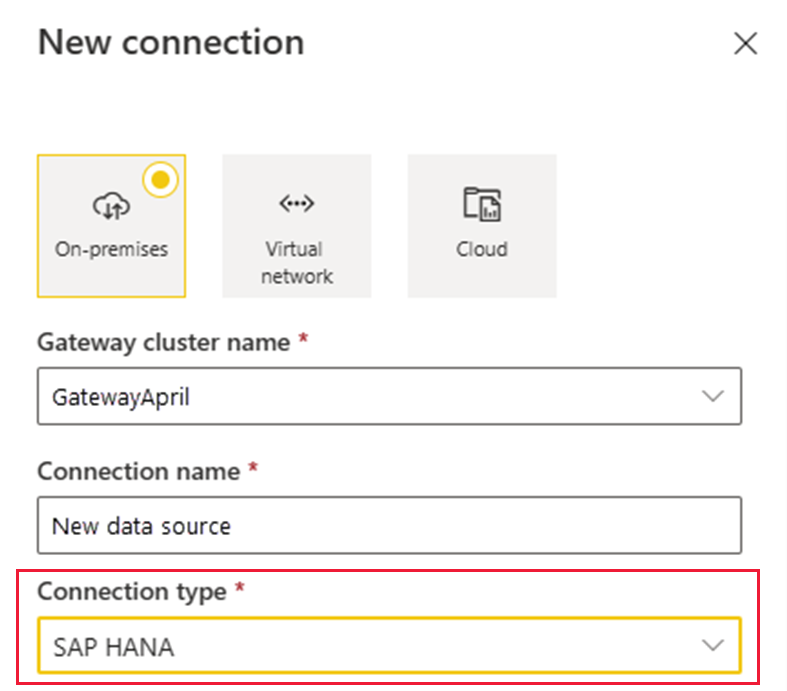 New connection
On-premises
Virtual
network
Cloud
Gateway cluster name *
GatewayApril
Connection name *
New data source
Connection type *
SAP HANA